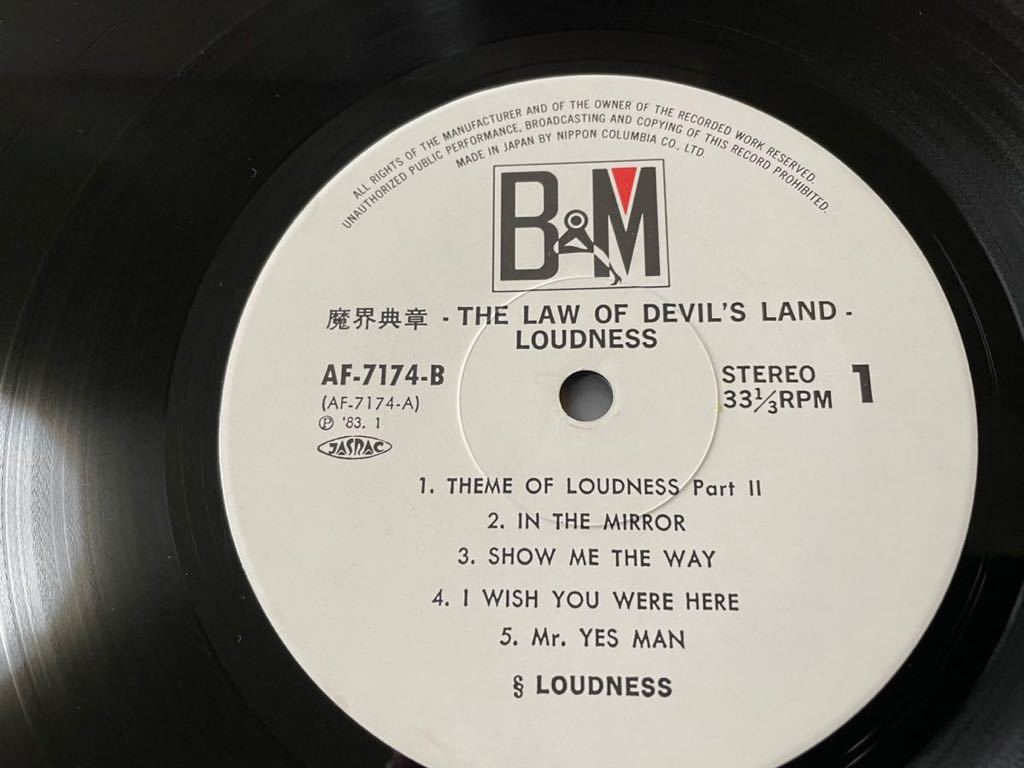 ALL RIGHTS OF THE MANUFACTURER AND OF THE OWNER OF THE RECORDED WORK RESERVED.
UNAUTHORIZED PUBLIC PERFORMANCE, BROADCASTING AND COPYING OF THIS RECORD PROHIBITED.
MADE IN JAPAN BY NIPPON COLUMBIA CO., LTD.
B&M
魔界典章 - THE LAW OF DEVIL'S LAND -
LOUDNESS
AF-7174-B
(AF-7174-A)
Ⓟ '83. 1
JASRAC
STEREO
33⅓RPM
1
1. THEME OF LOUDNESS Part II
2. IN THE MIRROR
3. SHOW ME THE WAY
4. I WISH YOU WERE HERE
5. Mr. YES MAN
§ LOUDNESS